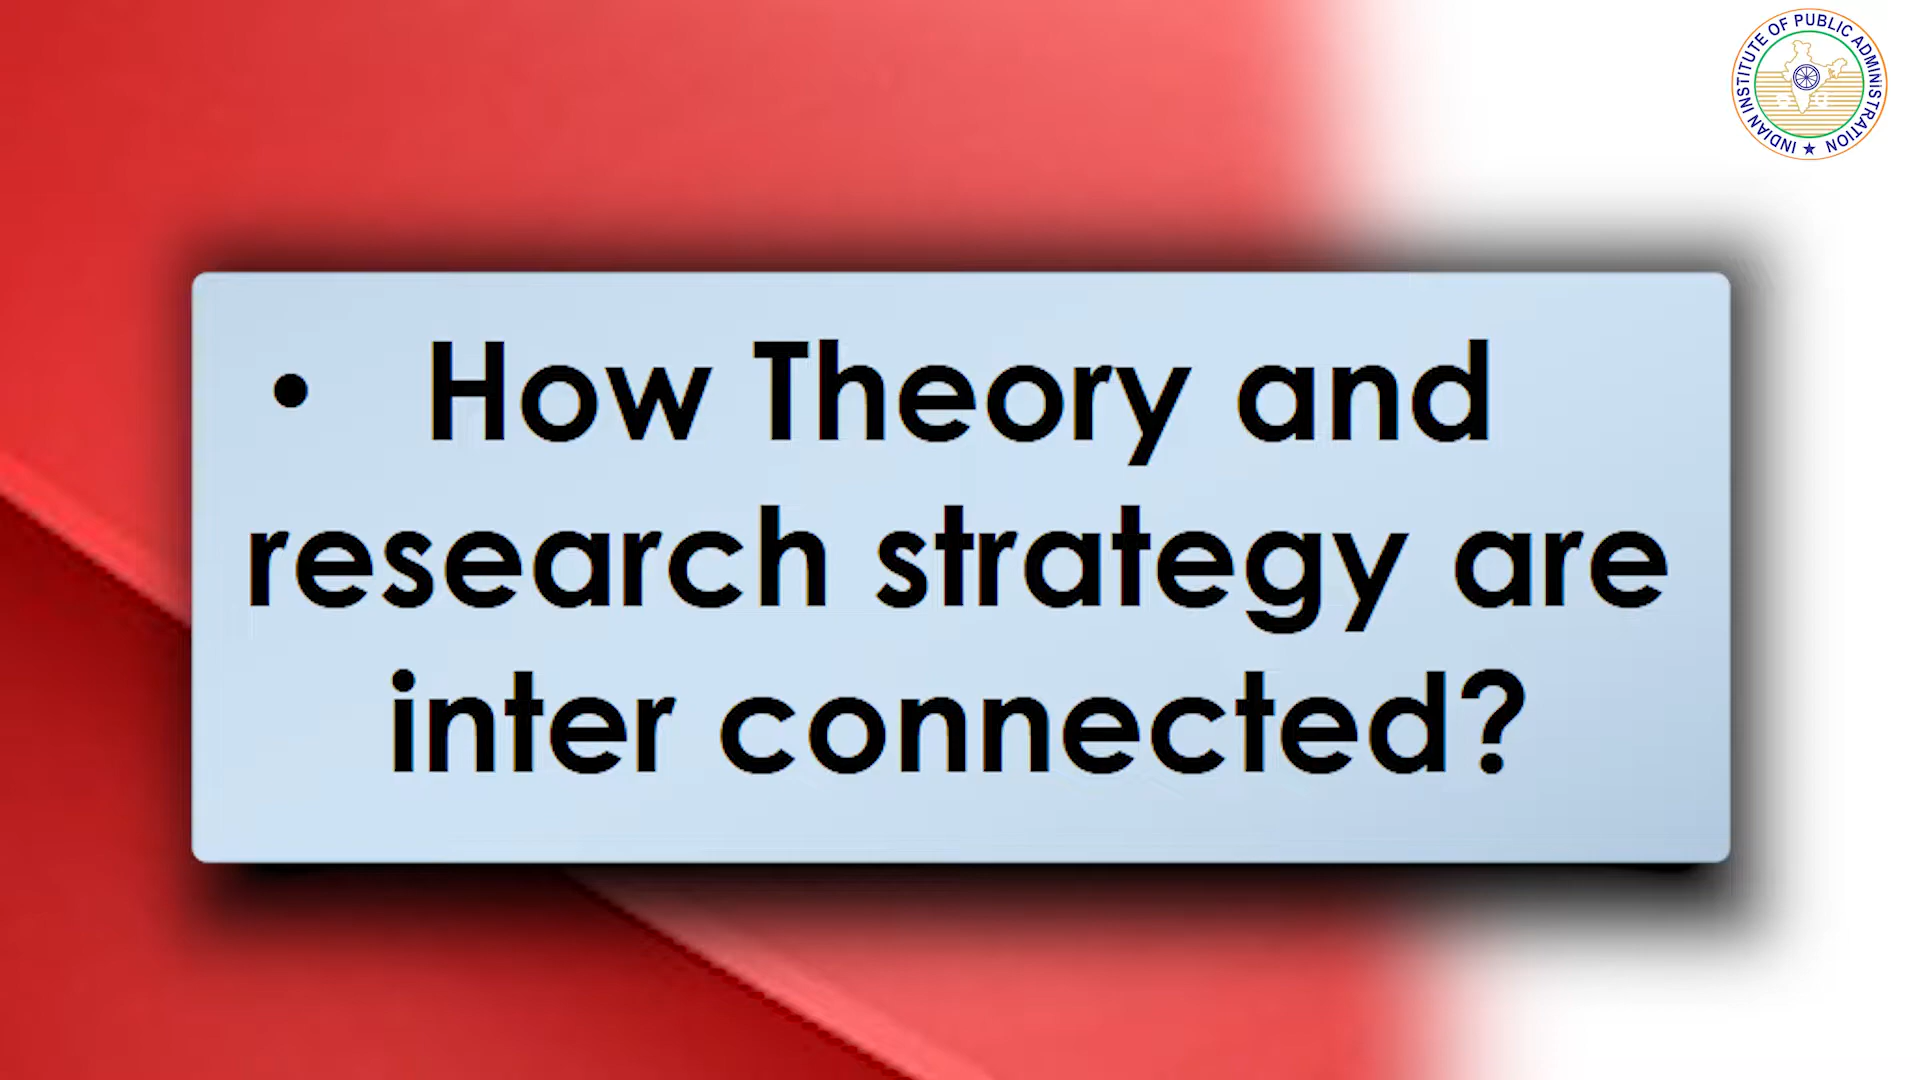 INDIAN INSTITUTE OF PUBLIC ADMINISTRATION
• How Theory and
research strategy are
inter connected?